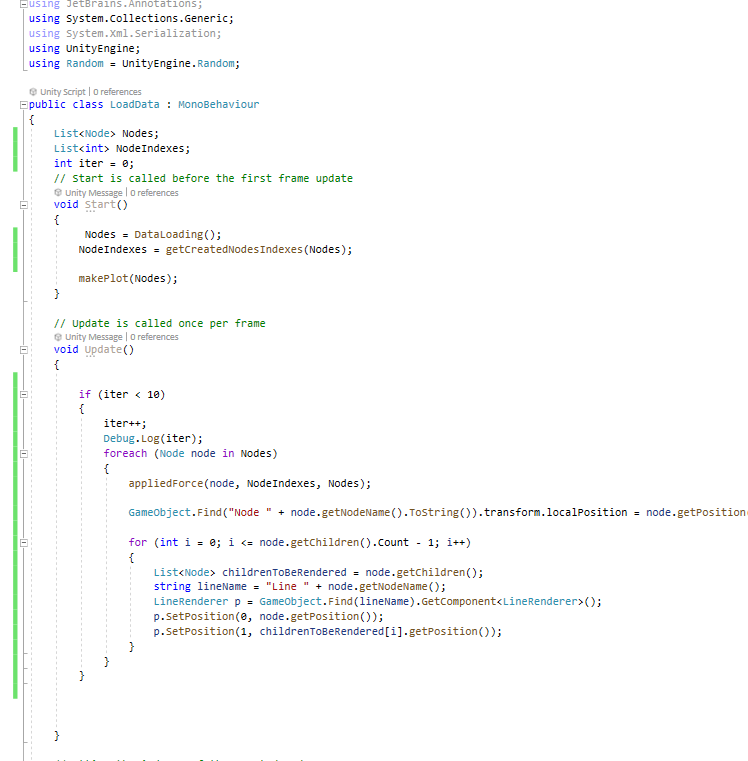 using JetBrains.Annotations;
using System.Collections.Generic;
using System.Xml.Serialization;
using UnityEngine;
using Random = UnityEngine.Random;
Unity Script | 0 references
public class LoadData : MonoBehaviour
{
List<Node> Nodes;
List<int> NodeIndexes;
int iter = 0;
// Start is called before the first frame update
Unity Message | 0 references
void Start()
{
Nodes = DataLoading();
NodeIndexes = getCreatedNodesIndexes(Nodes);
makePlot(Nodes);
}
// Update is called once per frame
Unity Message | 0 references
void Update()
{
if (iter < 10)
{
iter++;
Debug.Log(iter);
foreach (Node node in Nodes)
{
appliedForce(node, NodeIndexes, Nodes);
GameObject.Find("Node " + node.getNodeName().ToString()).transform.localPosition = node.getPosition
for (int i = 0; i <= node.getChildren().Count - 1; i++)
{
List<Node> childrenToBeRendered = node.getChildren();
string lineName = "Line " + node.getNodeName();
LineRenderer p = GameObject.Find(lineName).GetComponent<LineRenderer>();
p.SetPosition(0, node.getPosition());
p.SetPosition(1, childrenToBeRendered[i].getPosition());
}
}
}
}